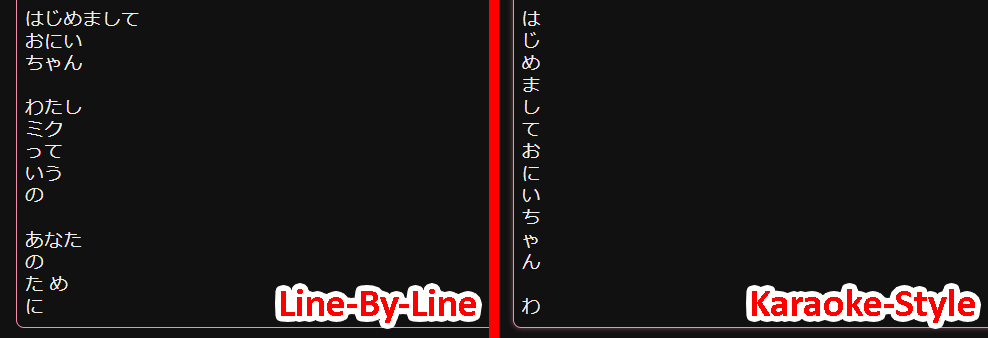 はじめまして
おにい
ちゃん
わたし
ミク
って
いう
の
あなた
の
た め
に
Line-By-Line
は
じ
め
ま
し
て
お
に
い
ち
ゃ
ん
わ
Karaoke-Style